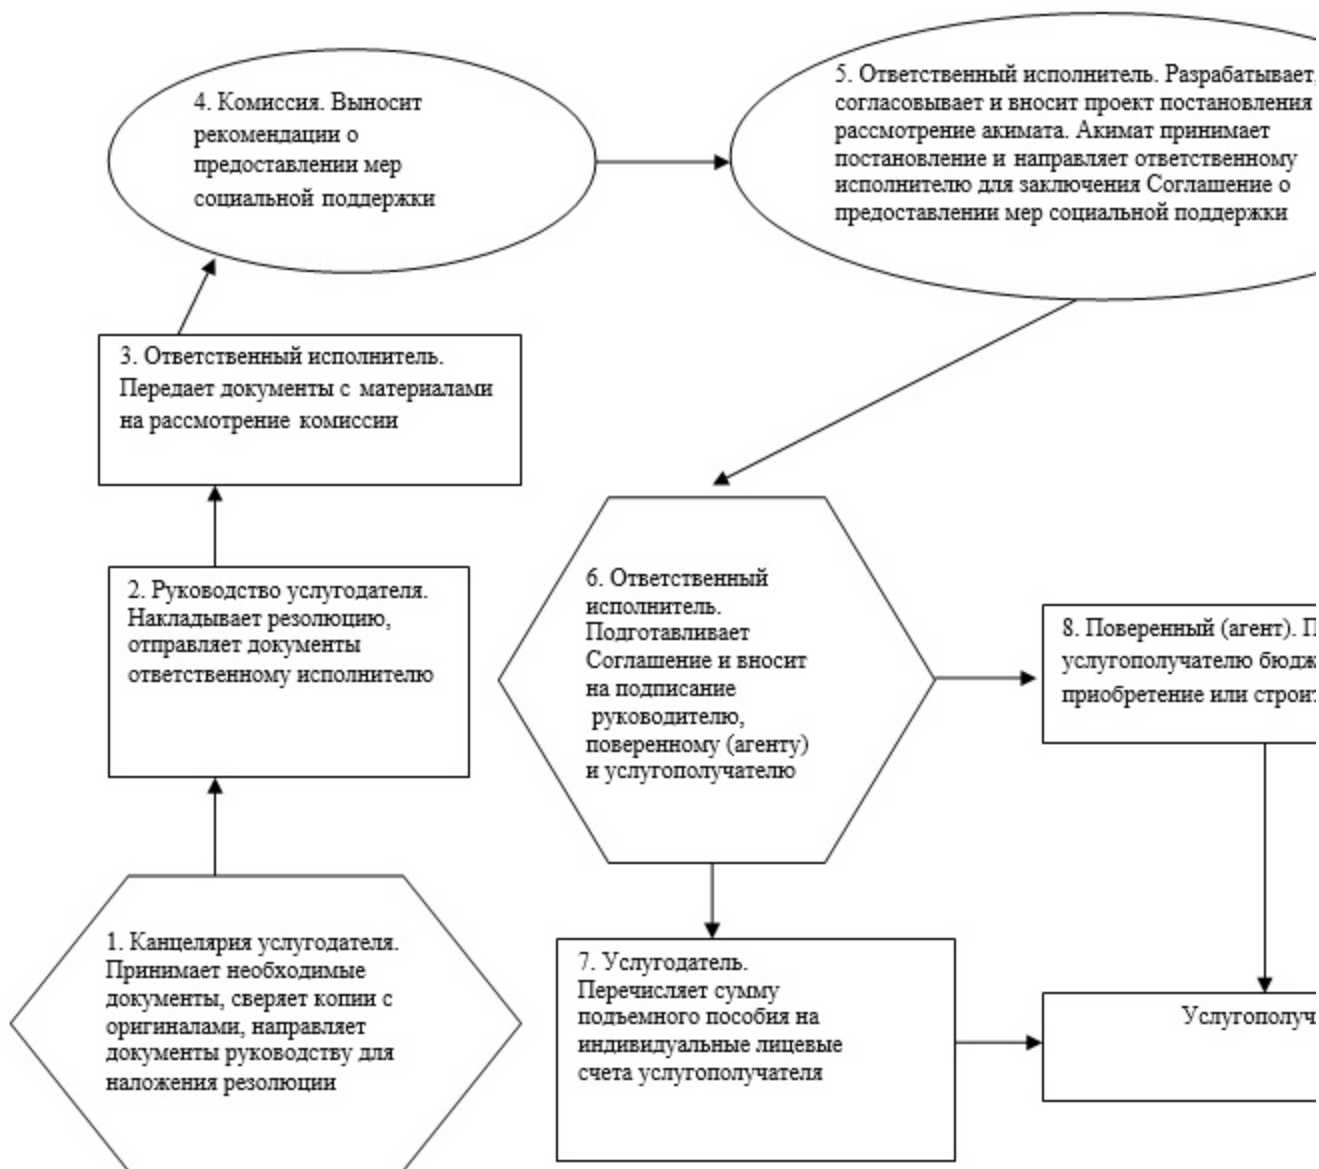 4. Комиссия. Выносит
рекомендации о
предоставлении мер
социальной поддержки
5. Ответственный исполнитель. Разрабатывает,
согласовывает и вносит проект постановления
рассмотрение акимата. Акимат принимает
постановление и направляет ответственному
исполнителю для заключения Соглашение о
предоставлении мер социальной поддержки
3. Ответственный исполнитель.
Передает документы с материалами
на рассмотрение комиссии
2. Руководство услугодателя.
Накладывает резолюцию,
отправляет документы
ответственному исполнителю
6. Ответственный
исполнитель.
Подготавливает
Соглашение и вносит
на подписание
руководителю,
поверенному (агенту)
и услугополучателю
8. Поверенный (агент). П
услугополучателю бюдж
приобретение или строит
1. Канцелярия услугодателя.
Принимает необходимые
документы, сверяет копии с
оригиналами, направляет
документы руководству для
наложения резолюции
7. Услугодатель.
Перечисляет сумму
подъемного пособия на
индивидуальные лицевые
счета услугополучателя
Услугополуч